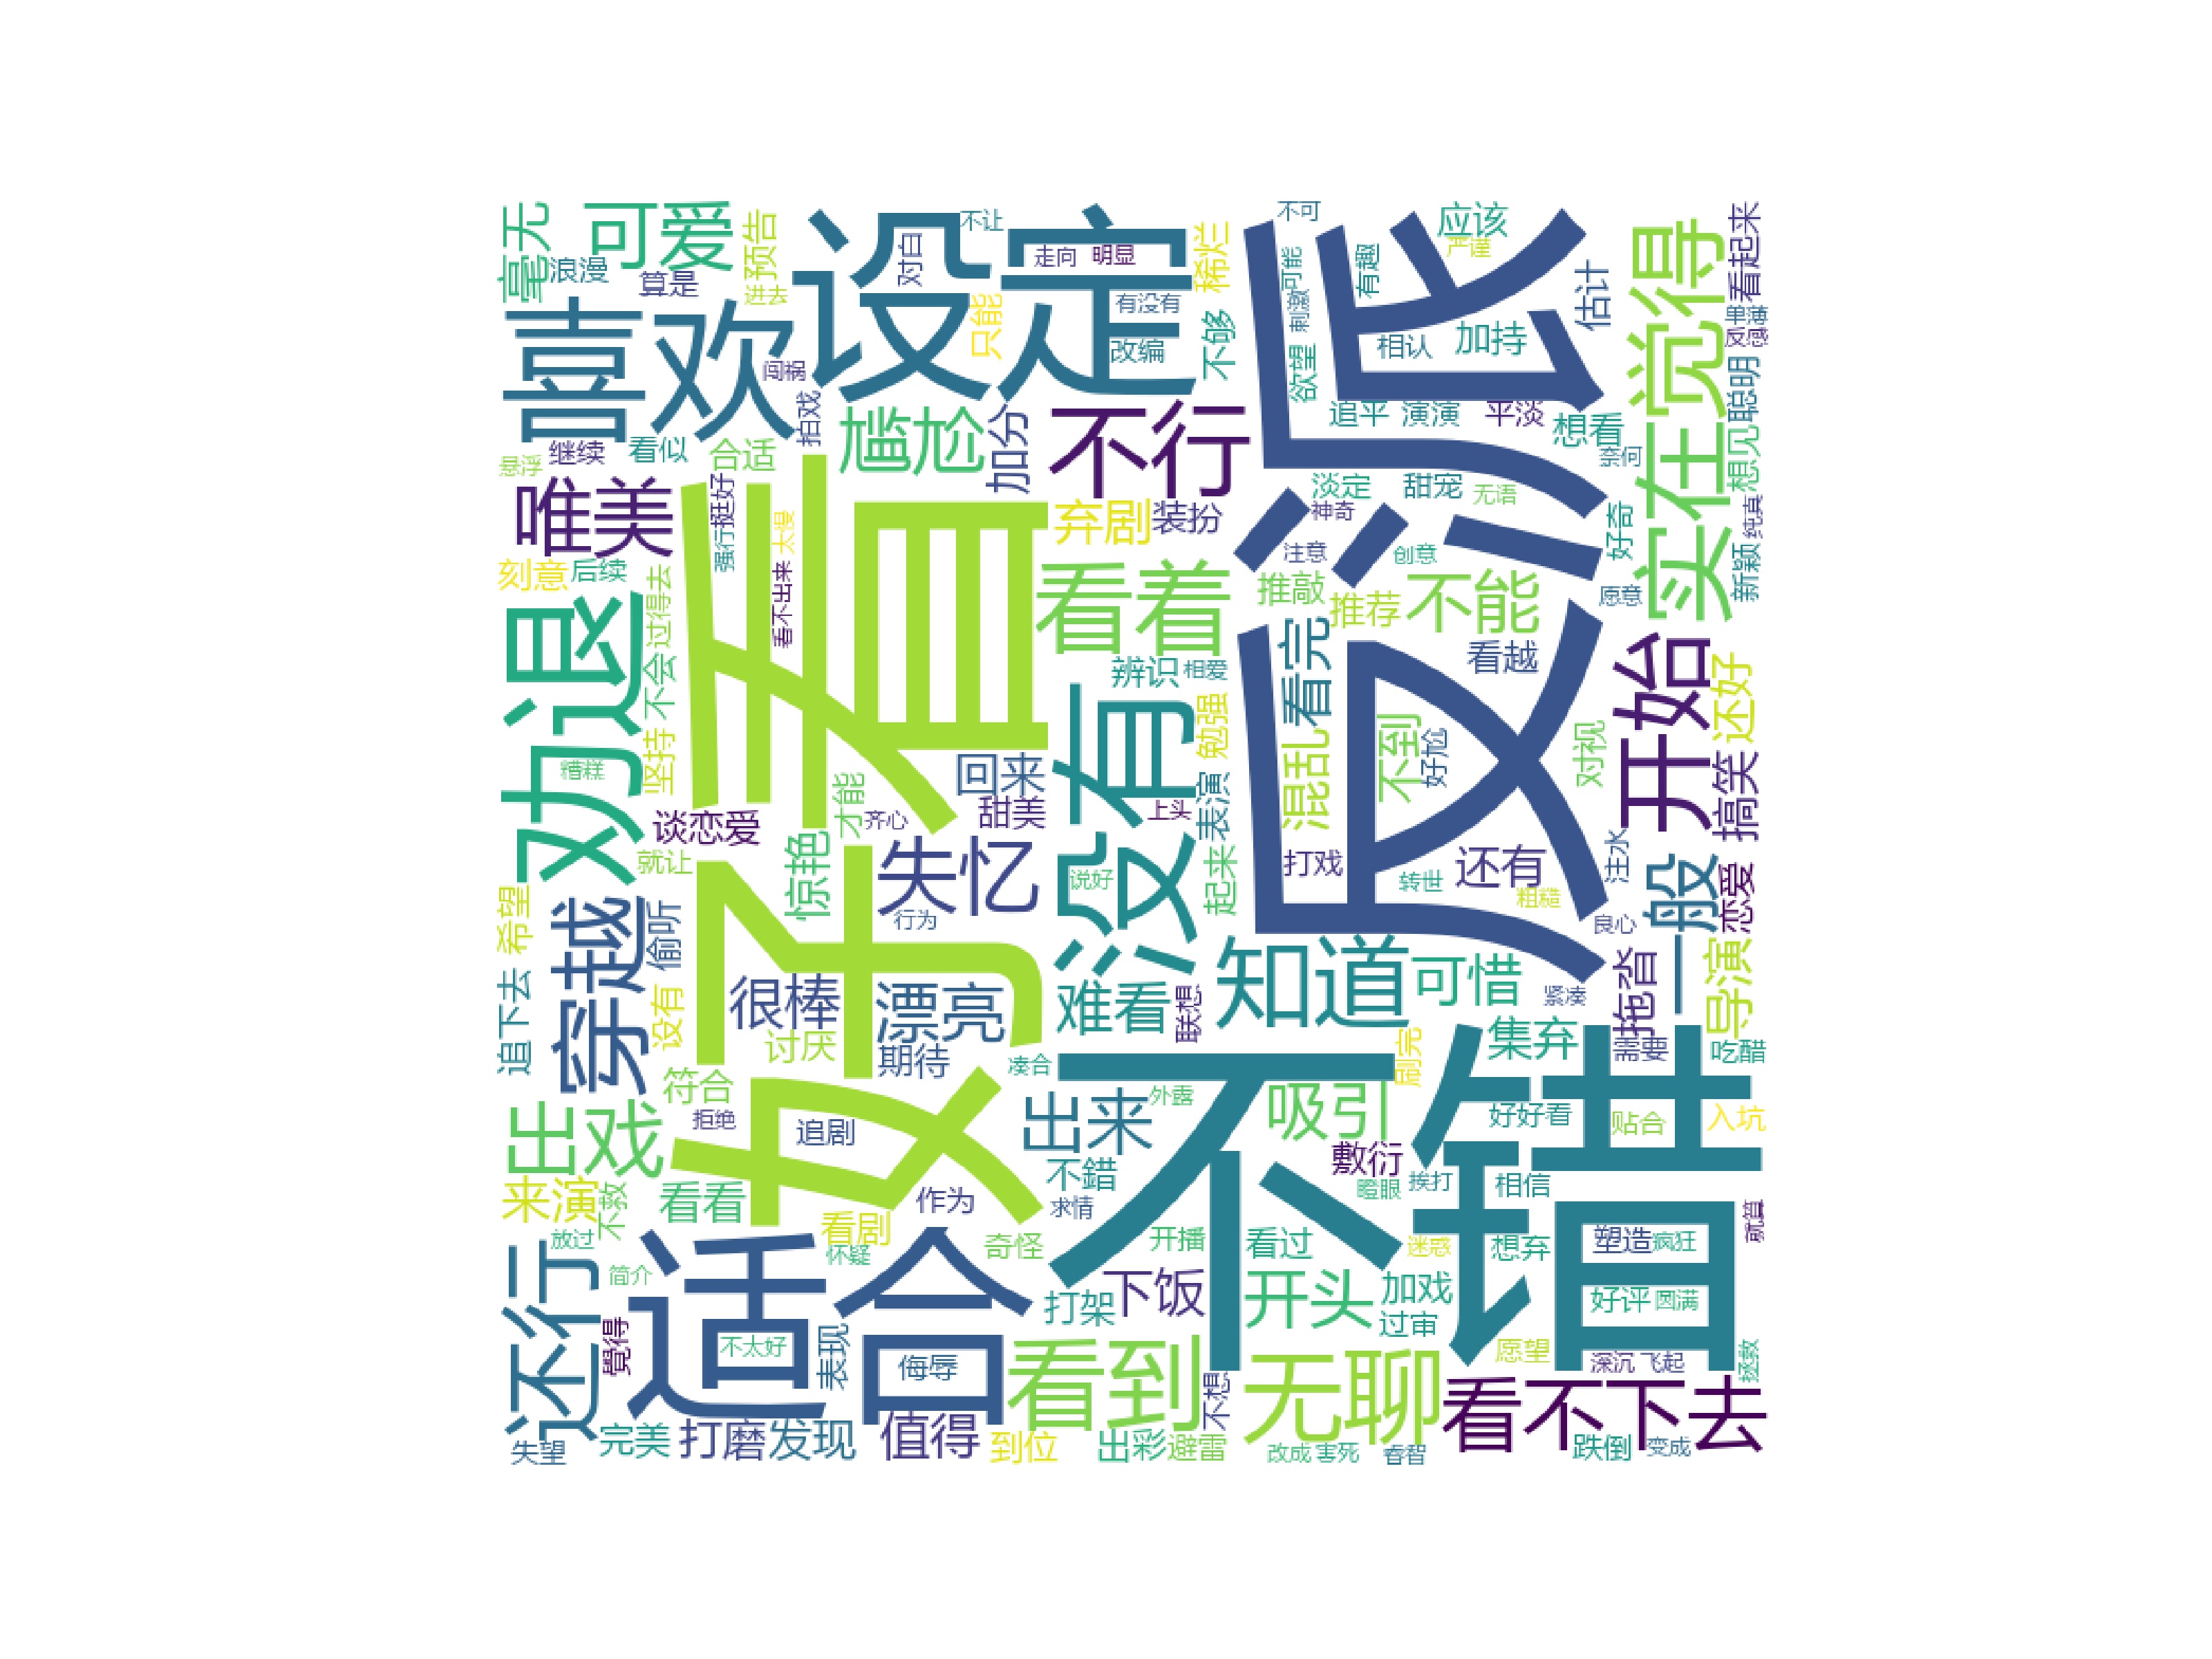 好看
反派
不错
设定
适合
喜欢
劝退
没有
穿越
还行
实在
觉得
开始
一般
不行
看着
看到
无聊
看不下去
知道
失忆
唯美
可爱
尴尬
出戏
漂亮
很棒
难看
出来
吸引
开头
下饭
值得
不能
看完
混乱
不到
可惜
还有
集弃
导演
拖沓
恋爱
搞笑
还好
毫无
浪漫
算是
预告
进去
对白
不让
走向
明显
稀烂
只能
有没有
改编
不够
闯祸
拍戏
加分
不可
可能
刺激
有趣
应该
严谨
估计
相认
加持
欲望
追平
演演
平淡
想看
奈何
看起来
单薄
反感
聪明
想见
纯真
新颖
好奇
愿意
悬浮
继续
看似
合适
挺好
强行
太慢
看不出来
刻意
后续
过得去
不会
坚持
糟糕
弃剧
装扮
淡定
甜宠
无语
神奇
注意
创意
推敲
推荐
看越
辨识
相爱
勉强
表演
上头
起来
好尬
对视
打戏
转世
粗糙
注水
良心
紧凑
回来
甜美
才能
齐心
谈恋爱
就让
惊艳
说好
行为
希望
偷听
追下去
设有
讨厌
期待
联想
凑合
符合
拒绝
追剧
外露
刷完
吃醋
好好看
贴合
入坑
不錯
敷衍
瞪眼
挨打
相信
求情
作为
看剧
看看
来演
不救
放过
怀疑
奇怪
开播
看过
迷惑
想弃
塑造
疯狂
就算
简介
打架
加戏
过审
好评
圆满
覺得
不太好
表现
侮辱
愿望
深沉
飞起
拯救
不想
失望
完美
打磨
发现
到位
出彩
避雷
改成
害死
睿智
跌倒
变成